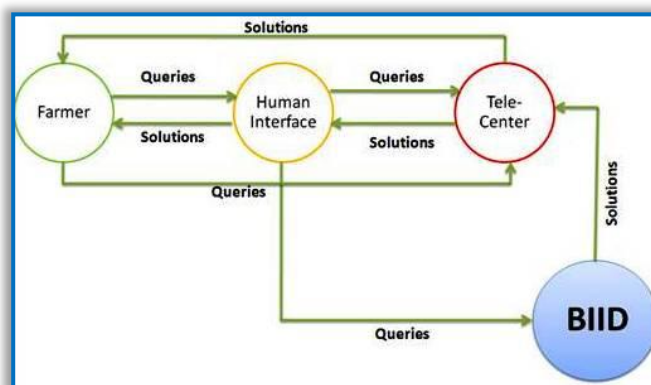 Solutions
Queries
Queries
Farmer
Human
Interface
Tele-
Center
Solutions
Solutions
Queries
Solutions
BIID
Queries